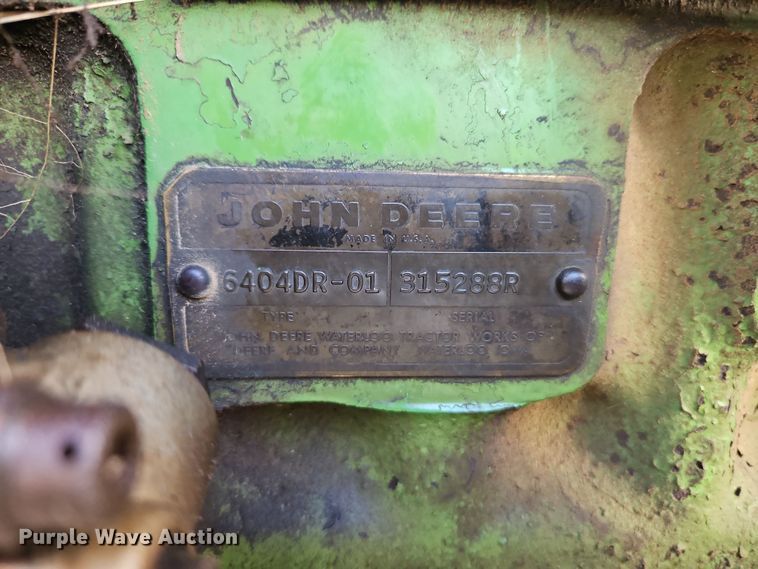 JOHN DEERE
MADE IN U.S.A.
6404DR-01 315288R
TYPE SERIAL
JOHN DEERE WATERLOO TRACTOR WORKS OF
DEERE AND COMPANY WATERLOO IOWA
Purple Wave Auction